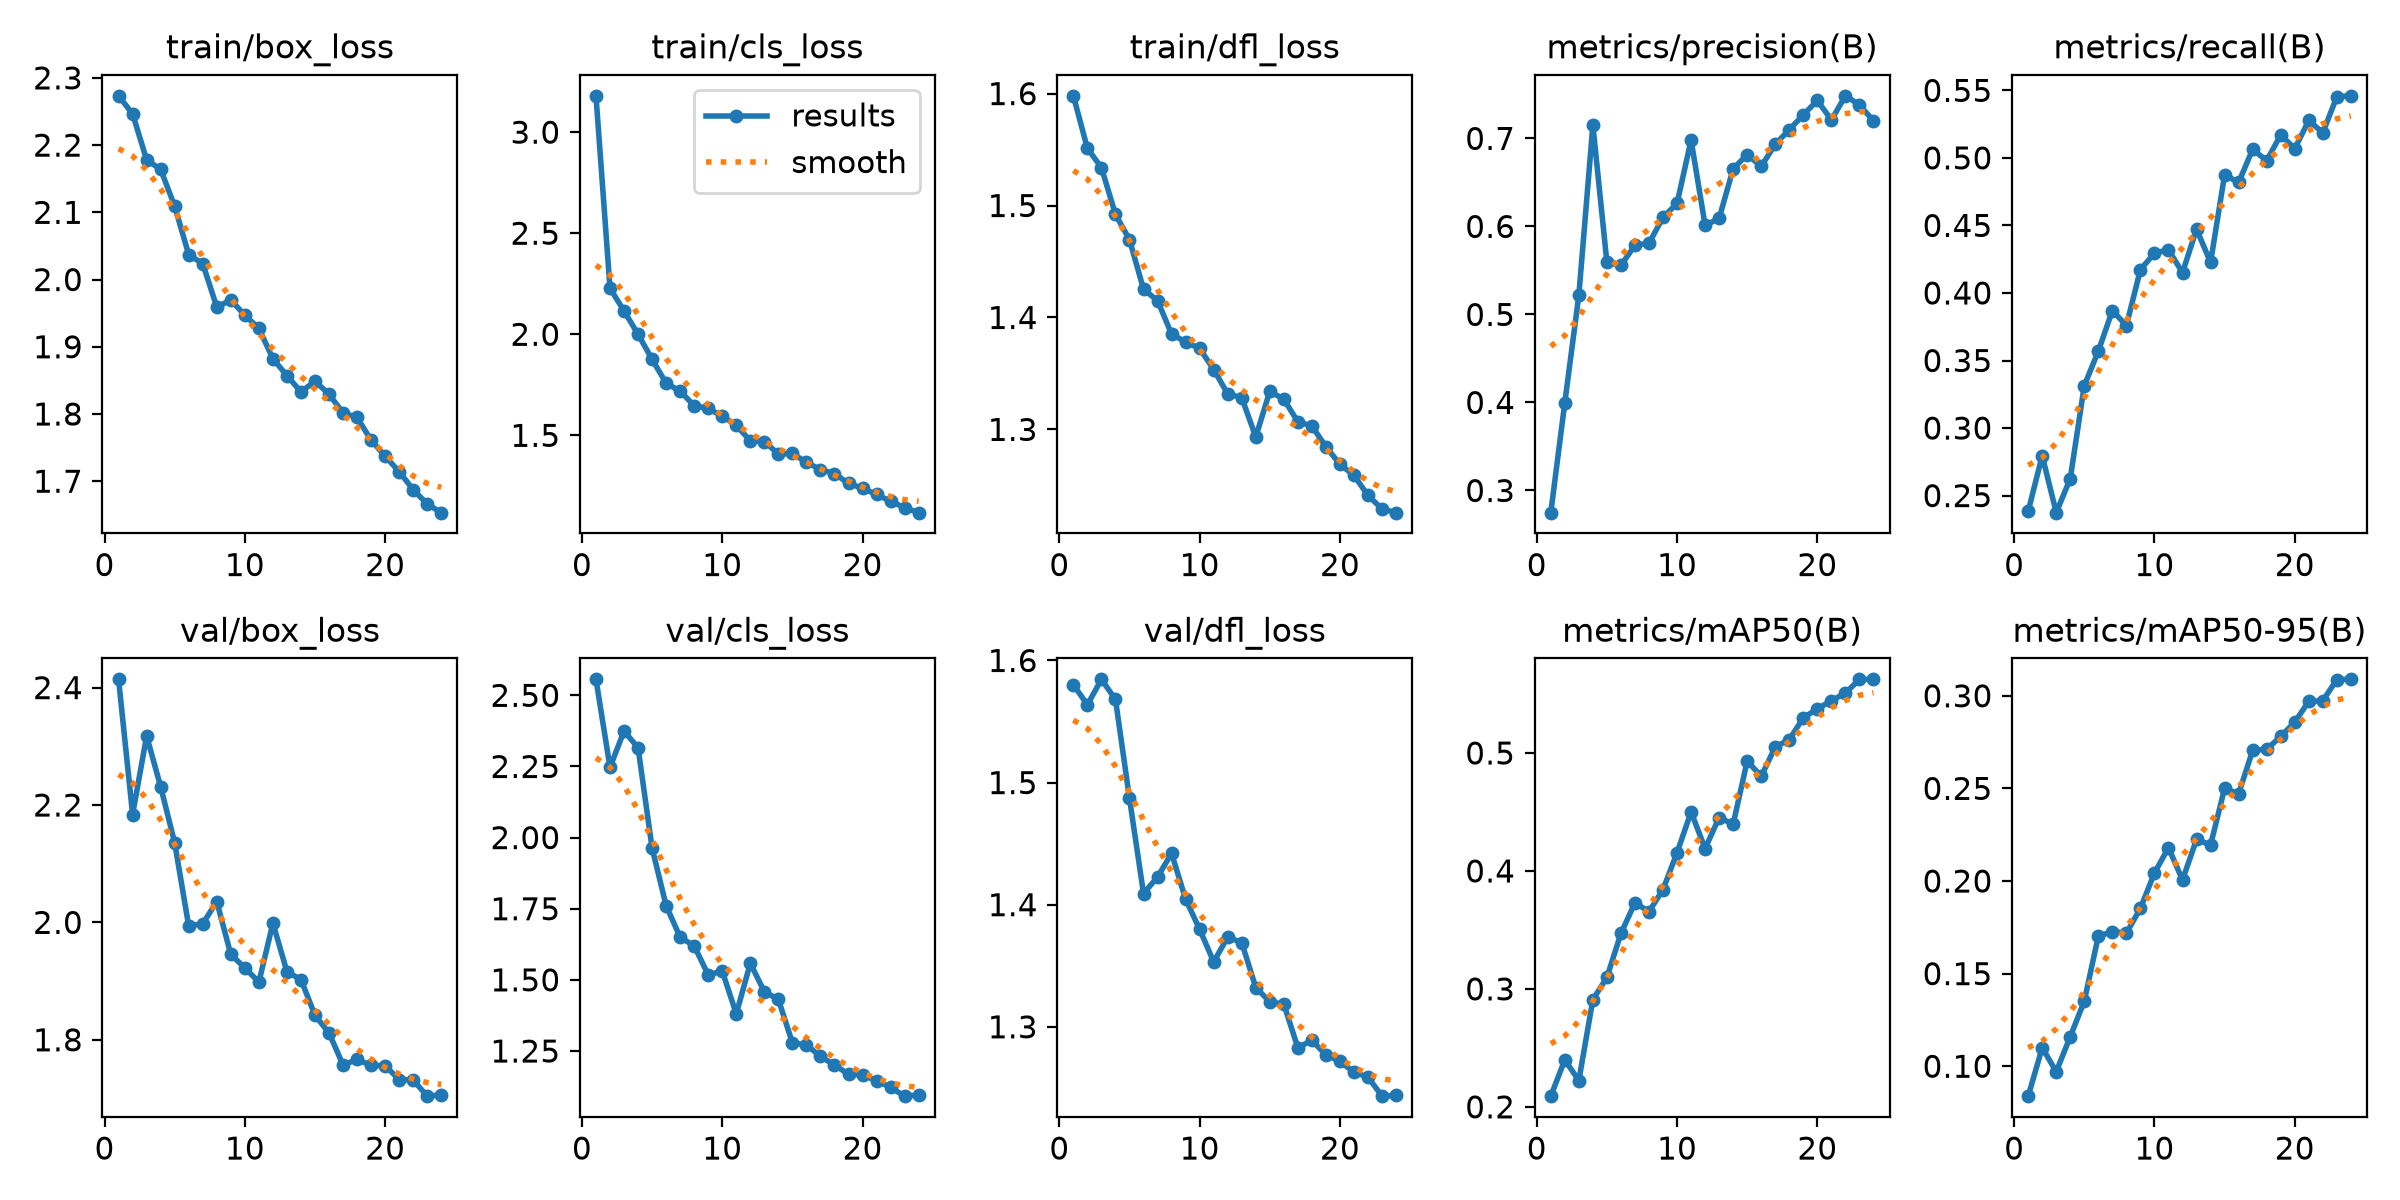 train/box_loss
2.3
2.2
2.1
2.0
1.9
1.8
1.7
0 10 20
train/cls_loss
results
smooth
3.0
2.5
2.0
1.5
0 10 20
train/dfl_loss
1.6
1.5
1.4
1.3
0 10 20
metrics/precision(B)
0.7
0.6
0.5
0.4
0.3
0 10 20
metrics/recall(B)
0.55
0.50
0.45
0.40
0.35
0.30
0.25
0 10 20
val/box_loss
2.4
2.2
2.0
1.8
0 10 20
val/cls_loss
2.50
2.25
2.00
1.75
1.50
1.25
0 10 20
val/dfl_loss
1.6
1.5
1.4
1.3
0 10 20
metrics/mAP50(B)
0.5
0.4
0.3
0.2
0 10 20
metrics/mAP50-95(B)
0.30
0.25
0.20
0.15
0.10
0 10 20